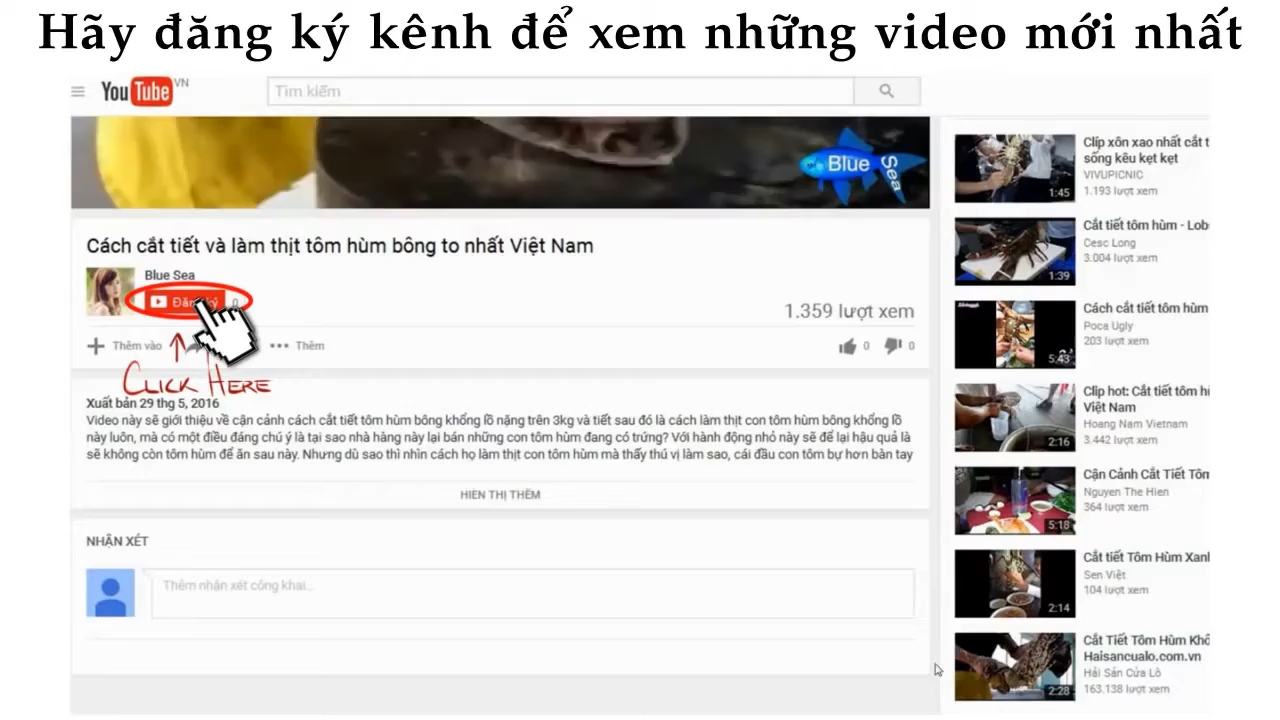 Hãy đăng ký kênh để xem những video mới nhất
YouTube VN
Tìm kiếm
Blue Sea
Cách cắt tiết và làm thịt tôm hùm bông to nhất Việt Nam
Blue Sea
0
1.359 lượt xem
Thêm vào
Thêm
0
0
CLICK HERE
Xuất bản 29 thg 5, 2016
Video này sẽ giới thiệu về cận cảnh cách cắt tiết tôm hùm bông khổng lồ nặng trên 3kg và tiết sau đó là cách làm thịt con tôm hùm bông khổng lồ
này luôn, mà có một điều đáng chú ý là tại sao nhà hàng này lại bán những con tôm hùm đang có trứng? Với hành động nhỏ này sẽ để lại hậu quả là
sẽ không còn tôm hùm để ăn sau này. Nhưng dù sao thì nhìn cách họ làm thịt con tôm hùm mà thấy thú vị làm sao, cái đầu con tôm bự hơn bàn tay
HIỂN THỊ THÊM
NHẬN XÉT
Thêm nhận xét công khai...
Clíp xôn xao nhất cắt t
sống kêu kẹt kẹt
VIVUPICNIC
1.193 lượt xem
1:45
Cắt tiết tôm hùm - Lob
Cesc Long
3.004 lượt xem
1:39
Cách cắt tiết tôm hùm
Poca Ugly
203 lượt xem
5:43
Clip hot: Cắt tiết tôm hù
Việt Nam
Hoang Nam Vietnam
3.442 lượt xem
2:16
Cận Cảnh Cắt Tiết Tôm
Nguyen The Hien
364 lượt xem
5:18
Cắt tiết Tôm Hùm Xanh
Sen Việt
104 lượt xem
2:14
Cắt Tiết Tôm Hùm Khổ
Haisancualo.com.vn
Hải Sản Cửa Lò
163.138 lượt xem
2:28